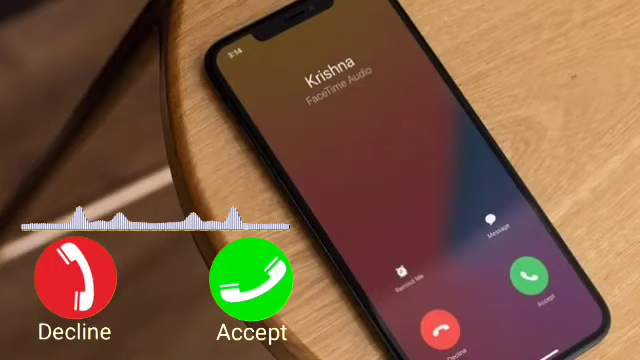 3:14
Krishna
FaceTime Audio
Message
Remind Me
Accept
Decline
Decline
Accept